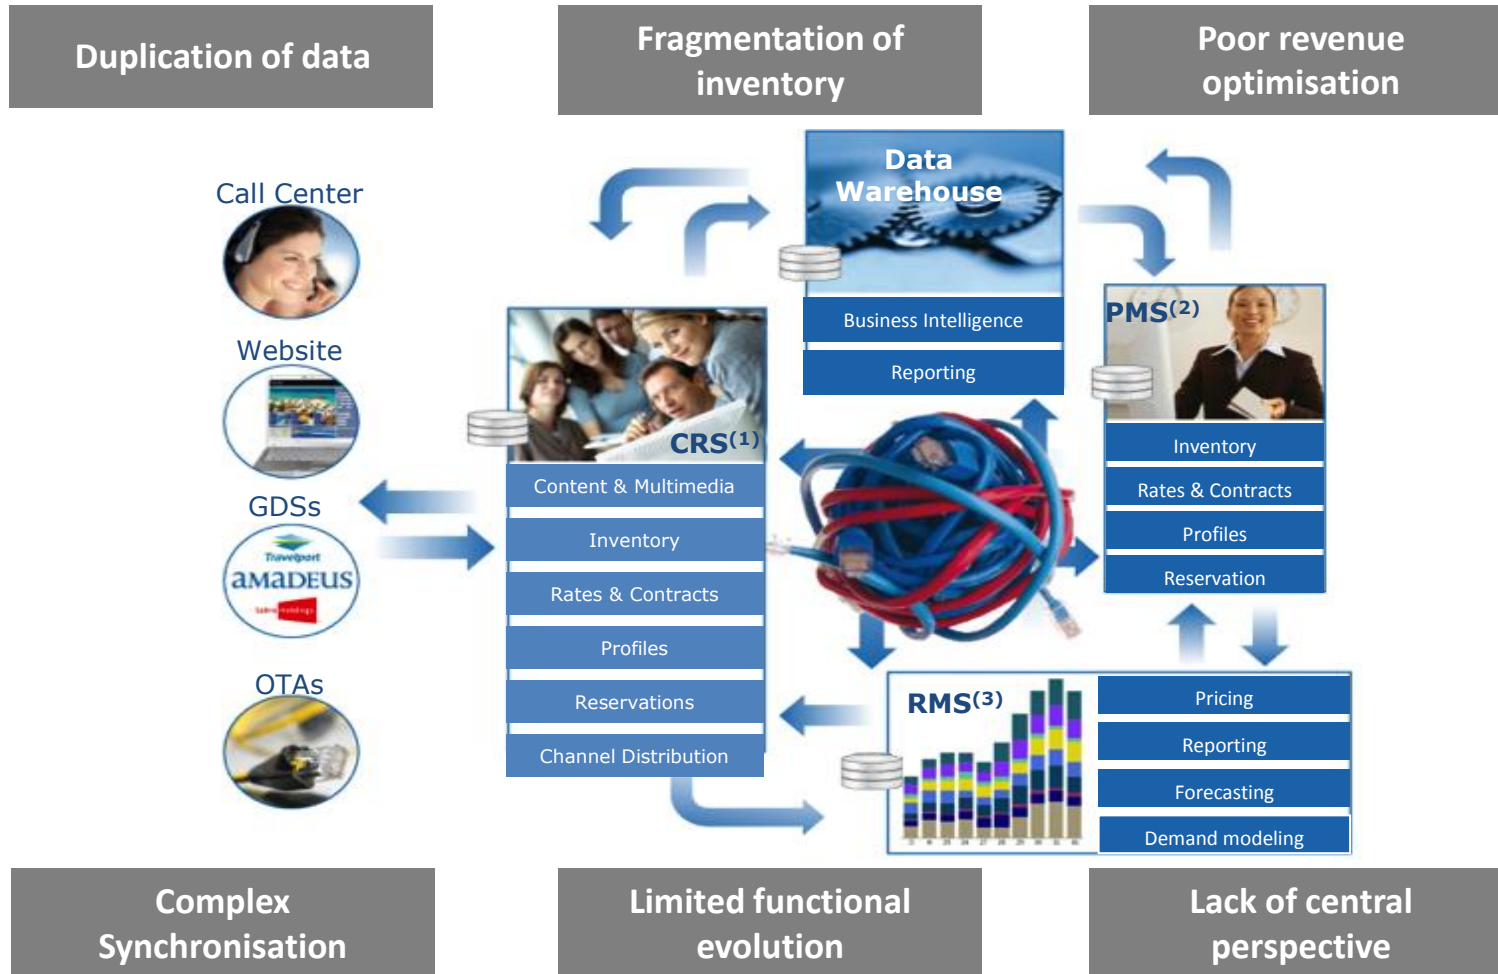 Duplication of data
Fragmentation of
inventory
Poor revenue
optimisation
Call Center
Website
GDSs
Travelport
amadeus
OTAs
Data
Warehouse
Business Intelligence
Reporting
CRS(1)
Content & Multimedia
Inventory
Rates & Contracts
Profiles
Reservations
Channel Distribution
PMS(2)
Inventory
Rates & Contracts
Profiles
Reservation
RMS(3)
Pricing
Reporting
Forecasting
Demand modeling
Complex
Synchronisation
Limited functional
evolution
Lack of central
perspective